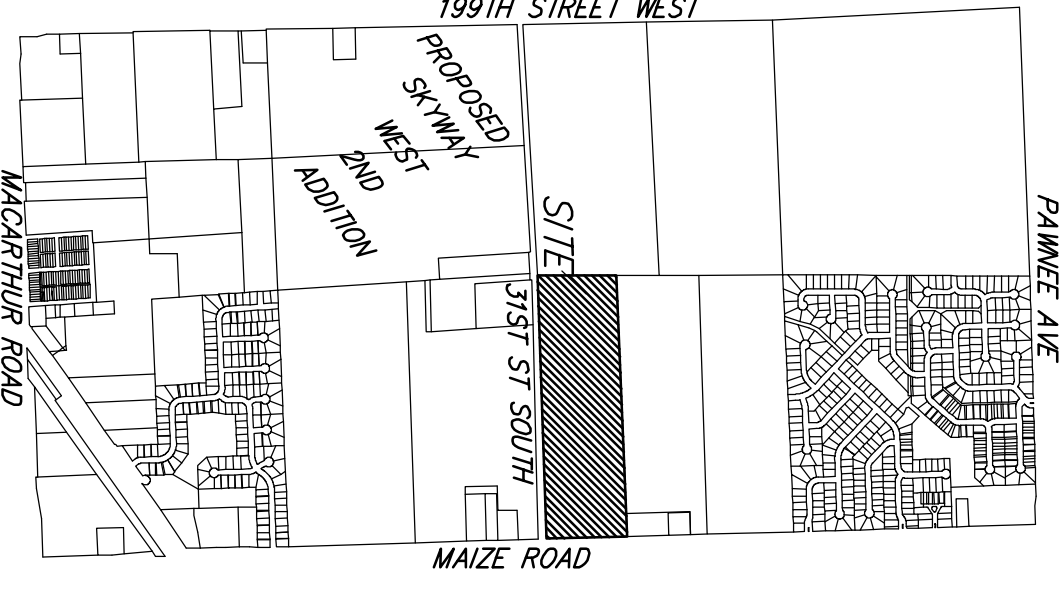 199TH STREET WEST
PROPOSED
SKYWAY
WEST
2ND
ADDITION
MACARTHUR ROAD
SITE
PAWNEE AVE
31ST ST SOUTH
MAIZE ROAD